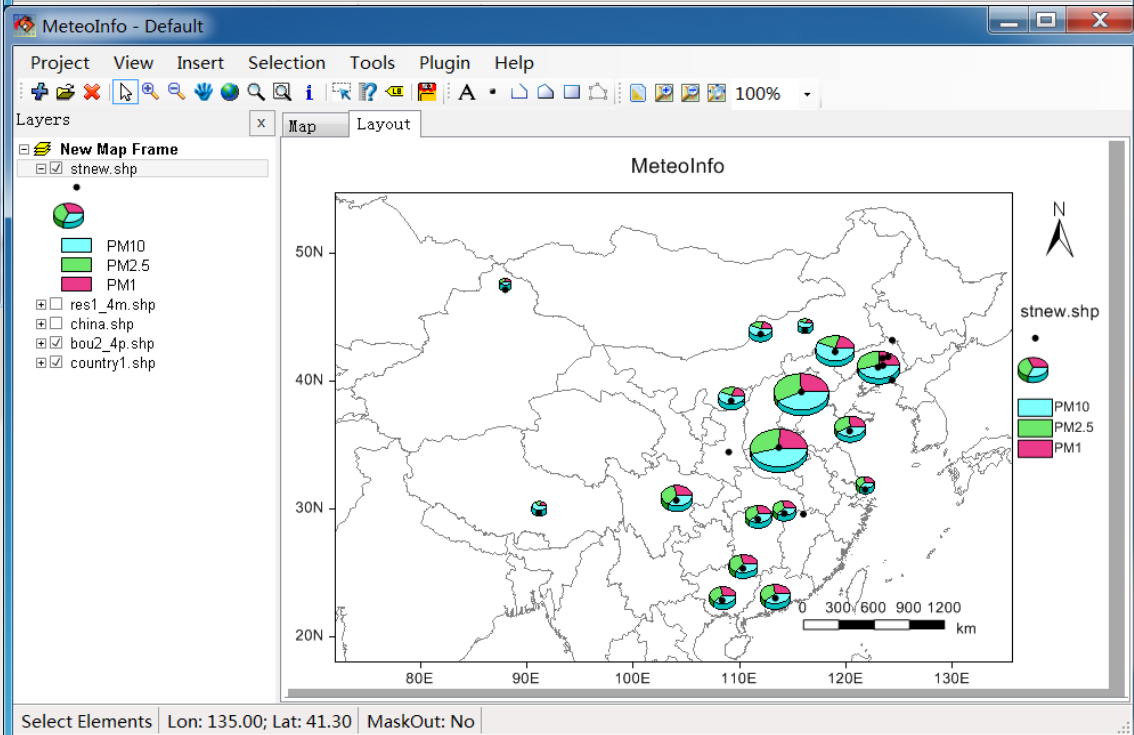 MeteoInfo - Default
Project View Insert Selection Tools Plugin Help
A 100%
Layers x Map Layout
New Map Frame
stnew.shp
PM10
PM2.5
PM1
res1_4m.shp
china.shp
bou2_4p.shp
country1.shp
MeteoInfo
N
50N
40N
30N
20N
80E 90E 100E 110E 120E 130E
0 300 600 900 1200
km
stnew.shp
PM10
PM2.5
PM1
Select Elements Lon: 135.00; Lat: 41.30 MaskOut: No